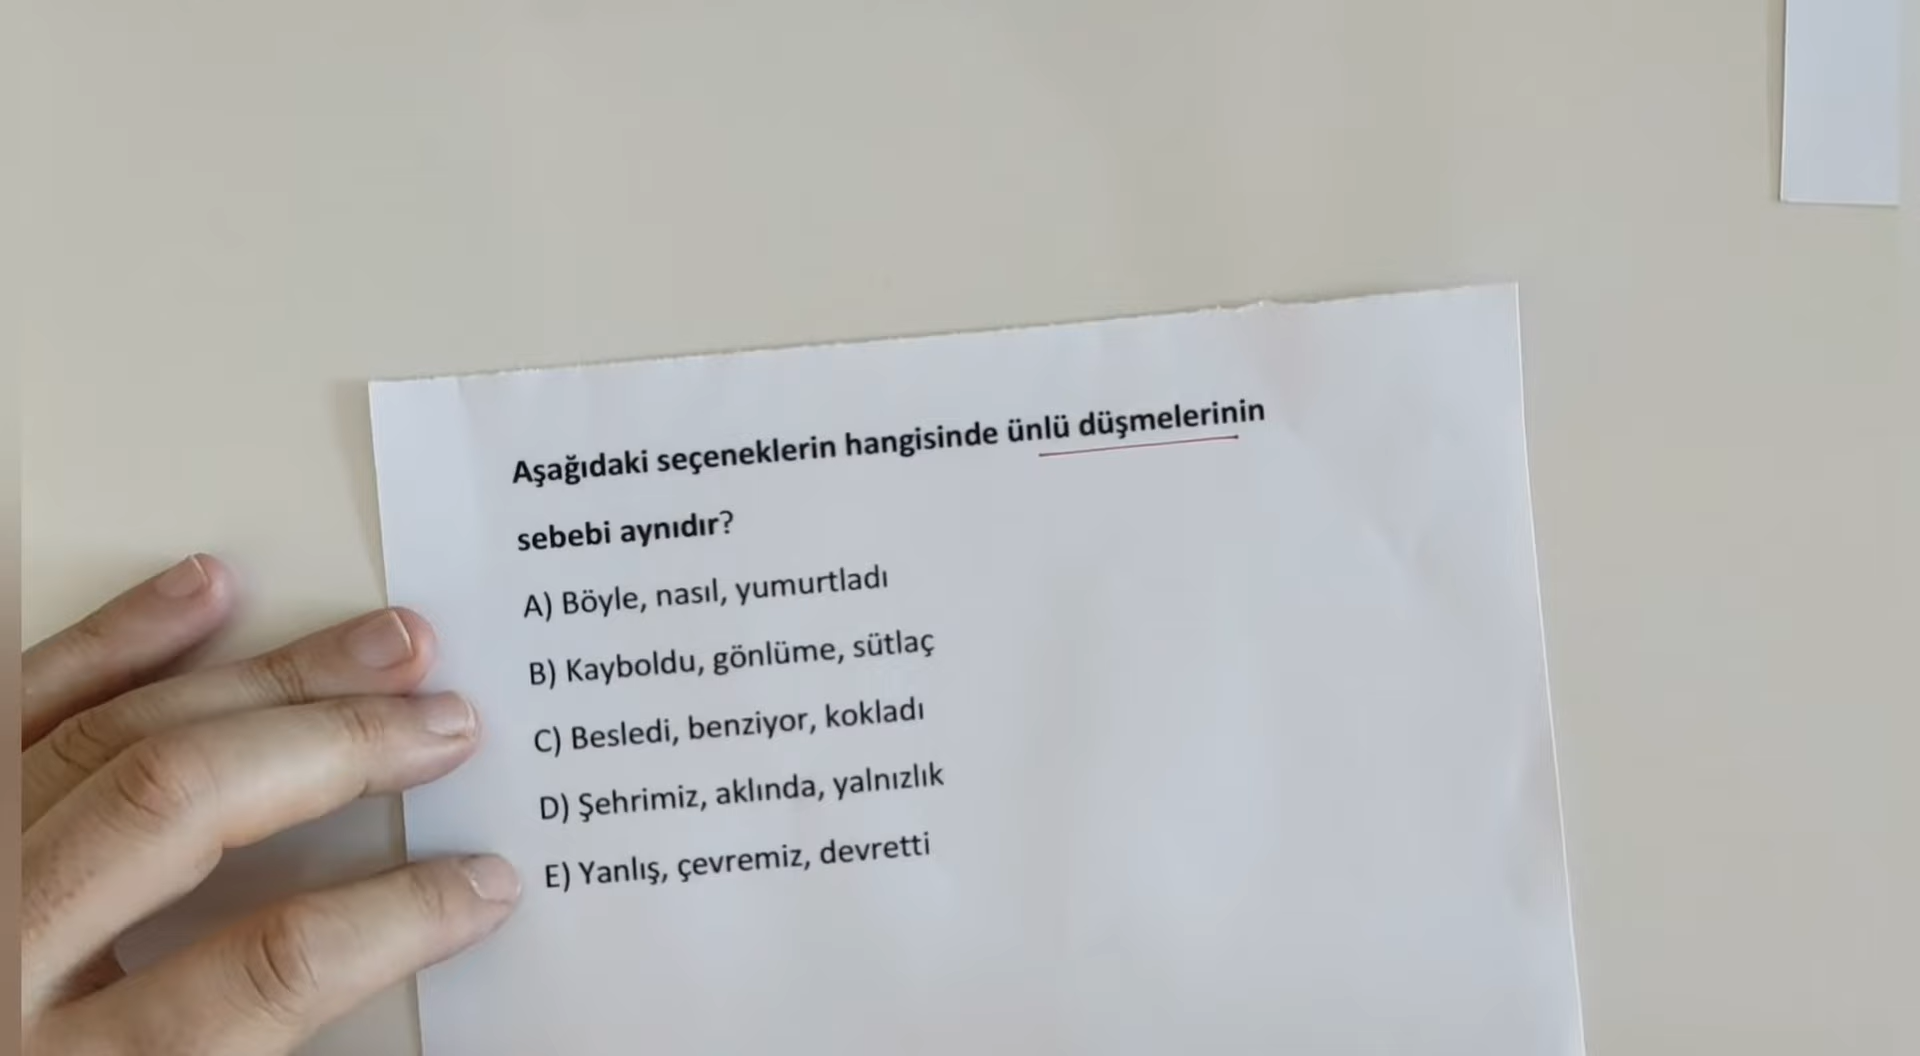 Aşağıdaki seçeneklerin hangisinde ünlü düşmelerinin
sebebi aynıdır?
A) Böyle, nasıl, yumurtladı
B) Kayboldu, gönlüme, sütlaç
C) Besledi, benziyor, kokladı
D) Şehrimiz, aklında, yalnızlık
E) Yanlış, çevremiz, devretti